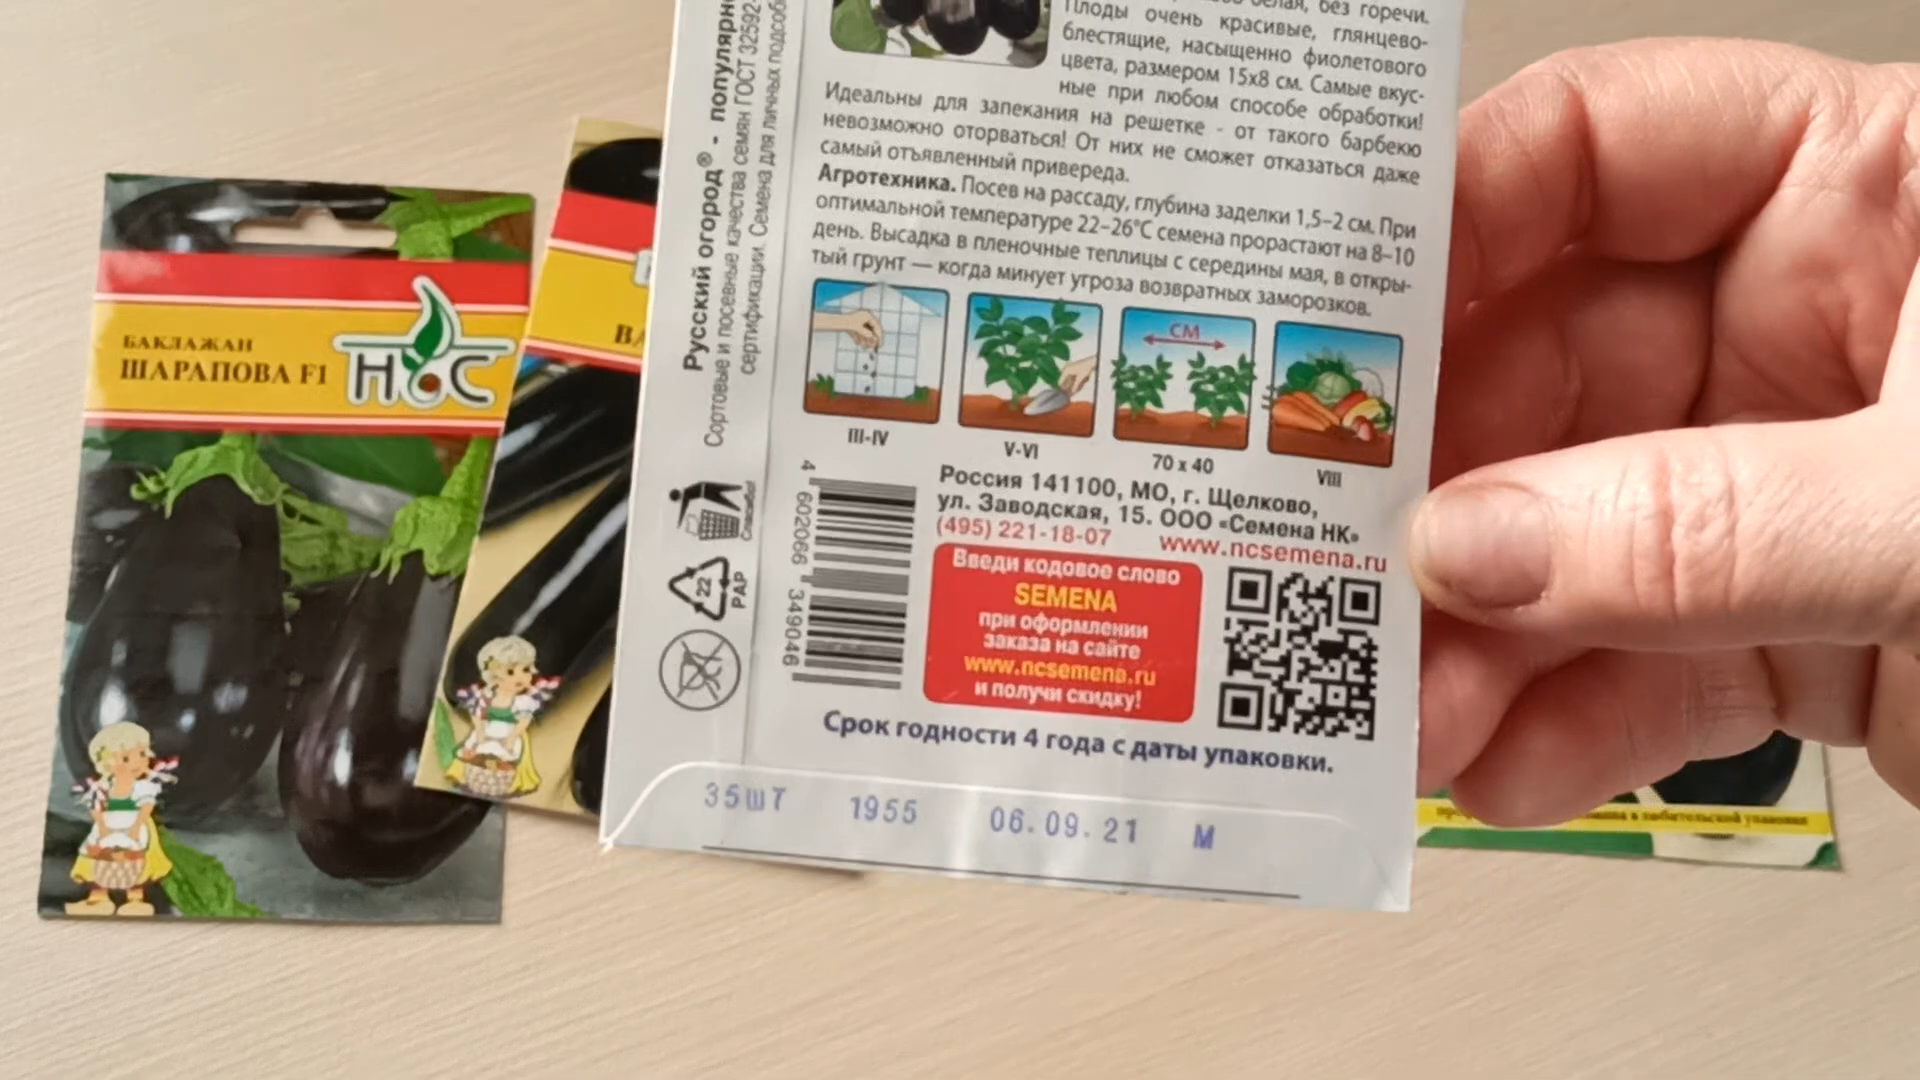 белая, без горечи.
Плоды очень красивые, глянцево-
блестящие, насыщенно фиолетового
цвета, размером 15х8 см. Самые вкус-
ные при любом способе обработки!
Идеальны для запекания на решетке - от такого барбекю
невозможно оторваться! От них не сможет отказаться даже
самый отъявленный привереда.
Агротехника. Посев на рассаду, глубина заделки 1,5–2 см. При
оптимальной температуре 22–26°С семена прорастают на 8–10
день. Высадка в пленочные теплицы с середины мая, в откры-
тый грунт — когда минует угроза возвратных заморозков.
СМ
III-IV
V-VI
70 x 40
VIII
Россия 141100, МО, г. Щелково,
ул. Заводская, 15. ООО «Семена НК»
(495) 221-18-07 www.ncsemena.ru
Введи кодовое слово
SEMENA
при оформлении
заказа на сайте
www.ncsemena.ru
и получи скидку!
Срок годности 4 года с даты упаковки.
35шт 1955 06.09.21 М
4 602066 349046
Русский огород® - популярн
Сортовые и посевные качества семян ГОСТ 32592-
сертификации. Семена для личных подсоб
Спасибо!
22
PAP
БАКЛАЖАН
ШАРАПОВА F1
НС
ВА
в любительской упаковке